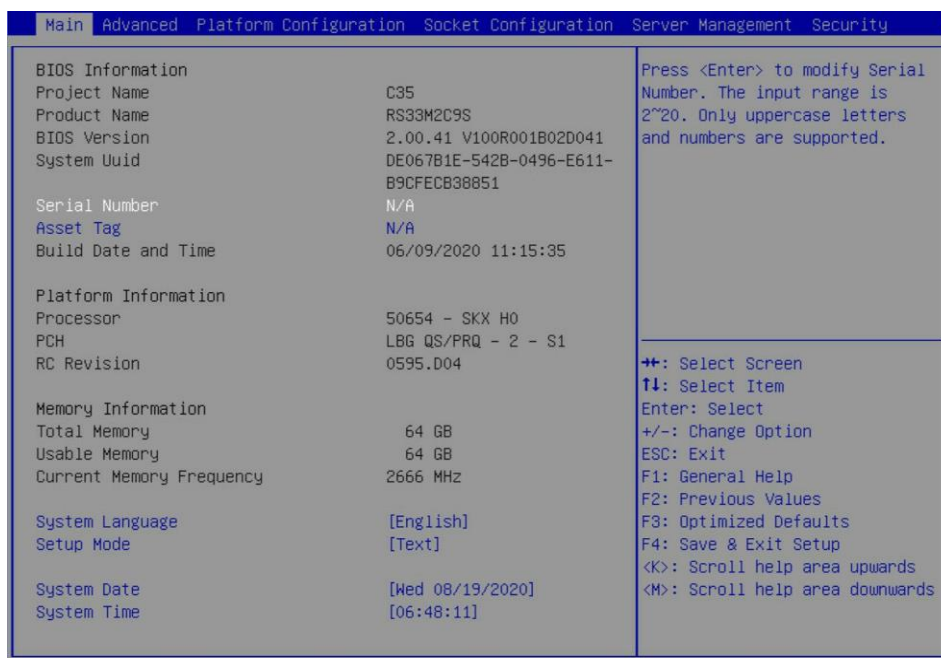 Main Advanced Platform Configuration Socket Configuration Server Management Security
BIOS Information
Project Name C35
Product Name RS33M2C9S
BIOS Version 2.00.41 V100R001B02D041
System Uuid DE067B1E-542B-0496-E611-
B9CFECB38851
Serial Number N/A
Asset Tag N/A
Build Date and Time 06/09/2020 11:15:35
Platform Information
Processor 50654 - SKX H0
PCH LBG QS/PRQ - 2 - S1
RC Revision 0595.D04
Memory Information
Total Memory 64 GB
Usable Memory 64 GB
Current Memory Frequency 2666 MHz
System Language [English]
Setup Mode [Text]
System Date [Wed 08/19/2020]
System Time [06:48:11]
Press <Enter> to modify Serial
Number. The input range is
2~20. Only uppercase letters
and numbers are supported.
→←: Select Screen
↑↓: Select Item
Enter: Select
+/-: Change Option
ESC: Exit
F1: General Help
F2: Previous Values
F3: Optimized Defaults
F4: Save & Exit Setup
<K>: Scroll help area upwards
<M>: Scroll help area downwards